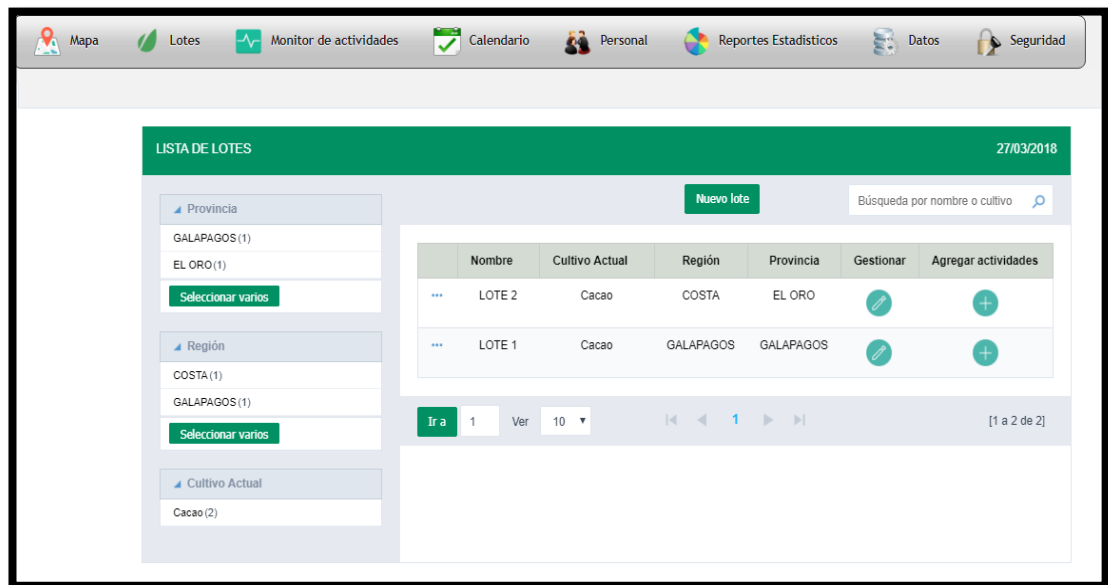 Mapa Lotes Monitor de actividades Calendario Personal Reportes Estadisticos Datos Seguridad
LISTA DE LOTES 27/03/2018
Provincia
GALAPAGOS (1)
EL ORO (1)
Seleccionar varios
Región
COSTA (1)
GALAPAGOS (1)
Seleccionar varios
Cultivo Actual
Cacao (2)
Nuevo lote Búsqueda por nombre o cultivo
Nombre Cultivo Actual Región Provincia Gestionar Agregar actividades
LOTE 2 Cacao COSTA EL ORO
LOTE 1 Cacao GALAPAGOS GALAPAGOS
Ir a 1 Ver 10 1 [1 a 2 de 2]